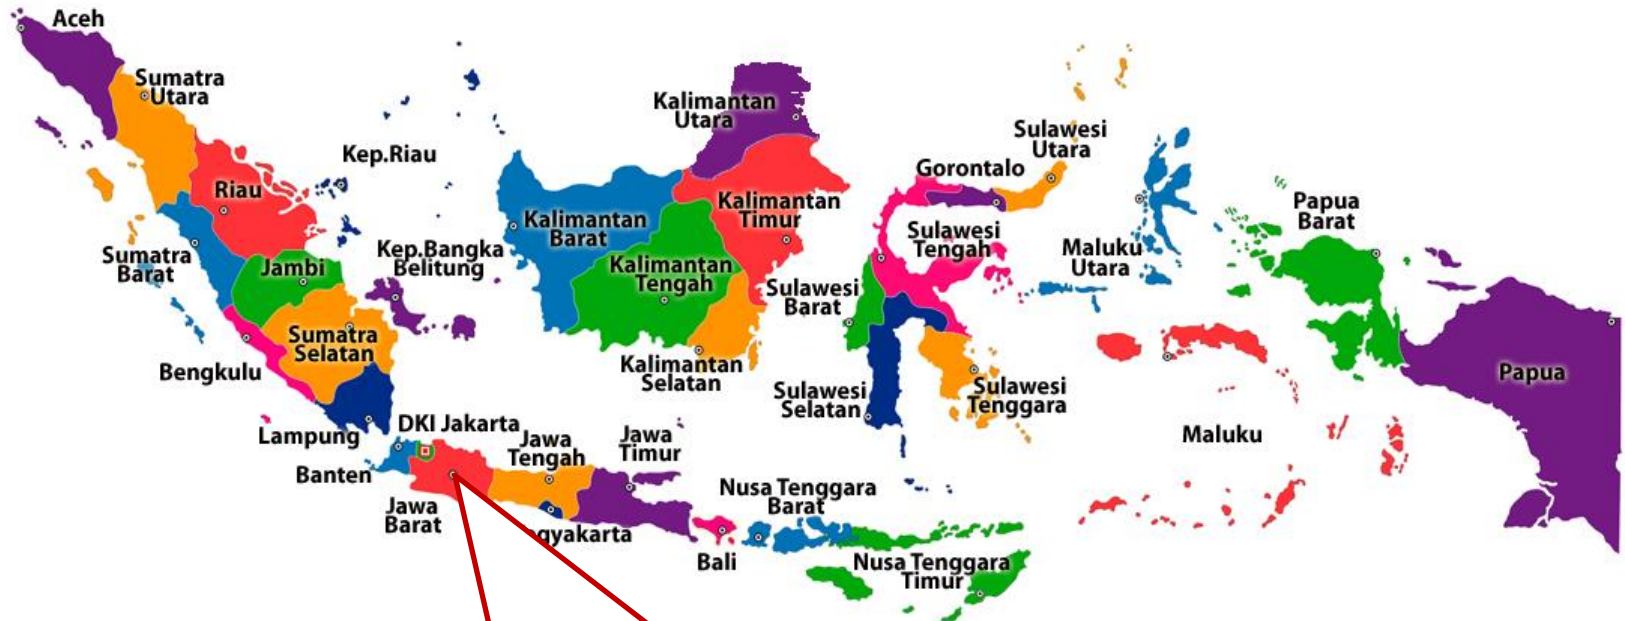 Aceh
Sumatra
Utara
Kep.Riau
Riau
Sumatra
Barat
Jambi
Kep.Bangka
Belitung
Sumatra
Selatan
Bengkulu
Lampung
DKI Jakarta
Banten
Jawa
Barat
Jawa
Tengah
Jawa
Timur
ogyakarta
Bali
Nusa Tenggara
Barat
Nusa Tenggara
Timur
Kalimantan
Utara
Kalimantan
Barat
Kalimantan
Timur
Kalimantan
Tengah
Kalimantan
Selatan
Gorontalo
Sulawesi
Utara
Sulawesi
Tengah
Sulawesi
Barat
Sulawesi
Selatan
Sulawesi
Tenggara
Maluku
Utara
Maluku
Papua
Barat
Papua